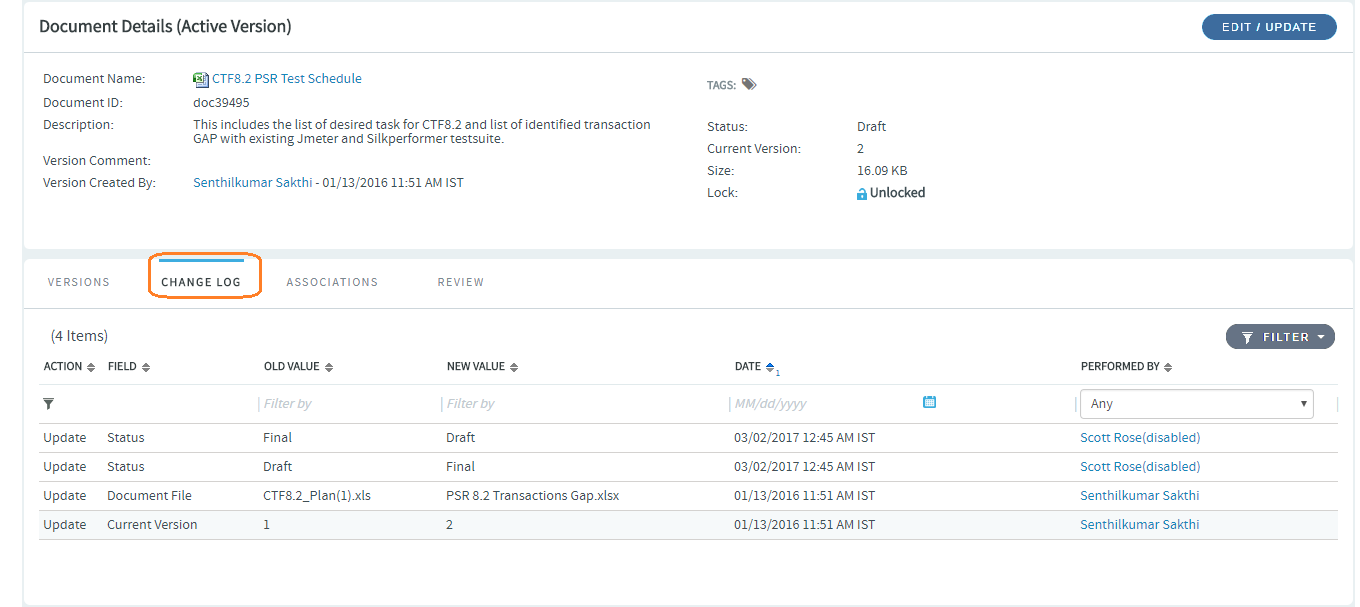 Document Details (Active Version)
EDIT / UPDATE
Document Name: CTF8.2 PSR Test Schedule
Document ID: doc39495
Description: This includes the list of desired task for CTF8.2 and list of identified transaction
GAP with existing Jmeter and Silkperformer testsuite.
Version Comment:
Version Created By: Senthilkumar Sakthi - 01/13/2016 11:51 AM IST
TAGS:
Status: Draft
Current Version: 2
Size: 16.09 KB
Lock: Unlocked
VERSIONS CHANGE LOG ASSOCIATIONS REVIEW
(4 Items)
FILTER
ACTION FIELD OLD VALUE NEW VALUE DATE 1 PERFORMED BY
Filter by Filter by MM/dd/yyyy Any
Update Status Final Draft 03/02/2017 12:45 AM IST Scott Rose(disabled)
Update Status Draft Final 03/02/2017 12:45 AM IST Scott Rose(disabled)
Update Document File CTF8.2_Plan(1).xls PSR 8.2 Transactions Gap.xlsx 01/13/2016 11:51 AM IST Senthilkumar Sakthi
Update Current Version 1 2 01/13/2016 11:51 AM IST Senthilkumar Sakthi